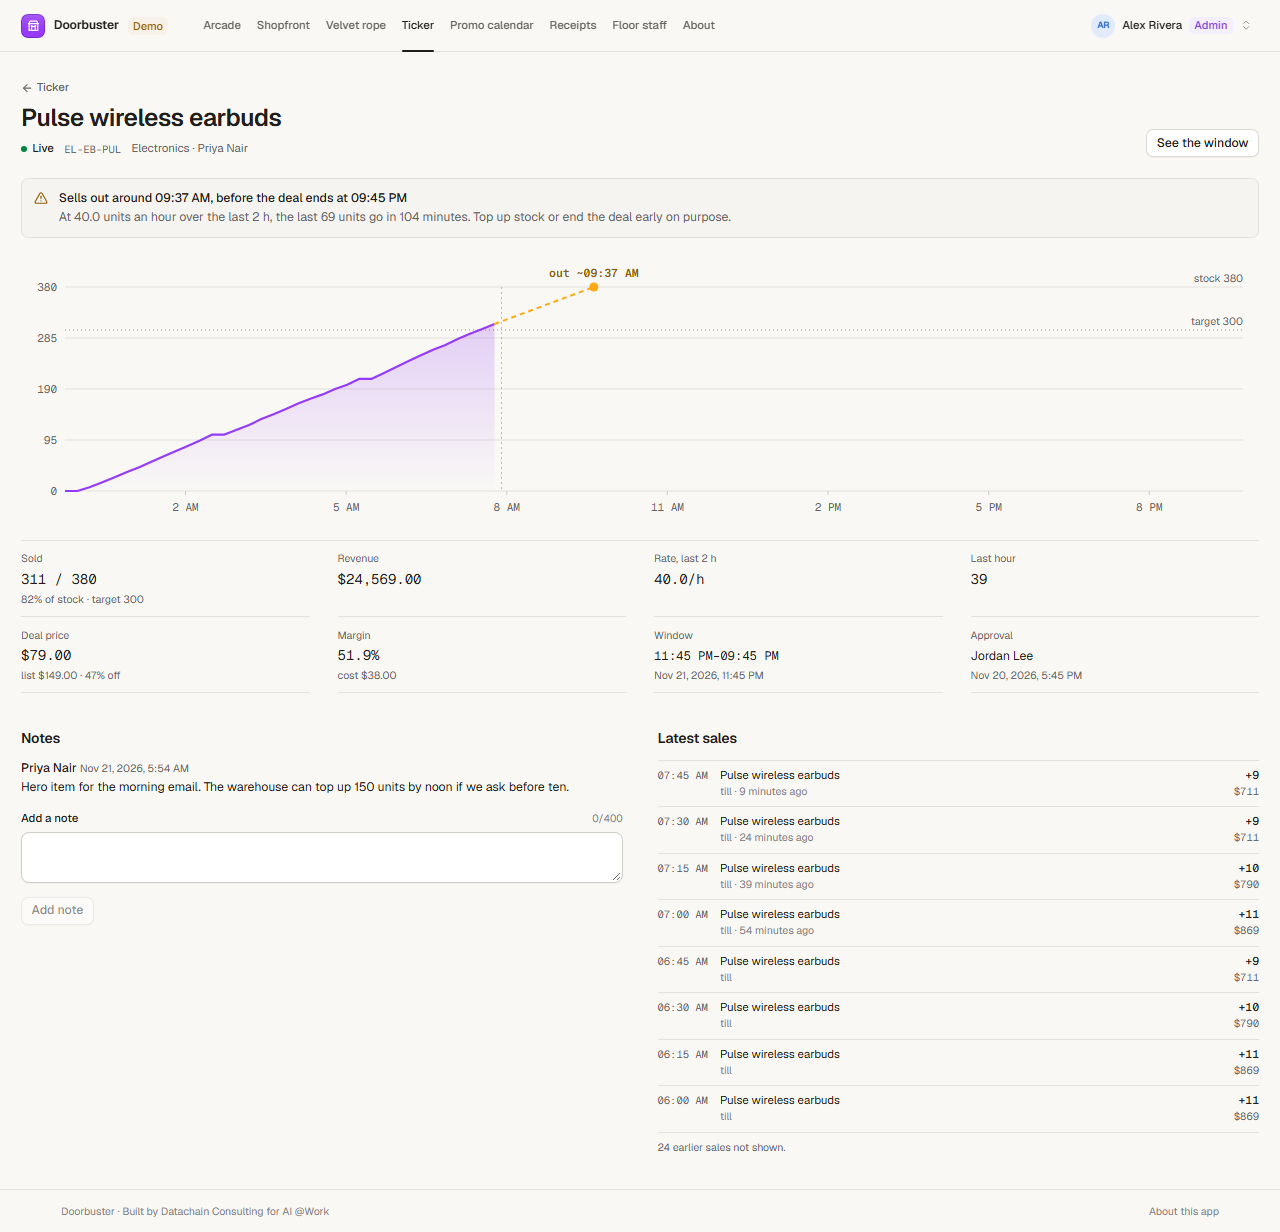 Doorbuster Demo Arcade Shopfront Velvet rope Ticker Promo calendar Receipts Floor staff About AR Alex Rivera Admin
← Ticker
Pulse wireless earbuds
Live EL-EB-PUL Electronics · Priya Nair
See the window
Sells out around 09:37 AM, before the deal ends at 09:45 PM
At 40.0 units an hour over the last 2 h, the last 69 units go in 104 minutes. Top up stock or end the deal early on purpose.
out ~09:37 AM
stock 380
380
target 300
285
190
95
0
2 AM 5 AM 8 AM 11 AM 2 PM 5 PM 8 PM
Sold Revenue Rate, last 2 h Last hour
311 / 380 $24,569.00 40.0/h 39
82% of stock · target 300
Deal price Margin Window Approval
$79.00 51.9% 11:45 PM–09:45 PM Jordan Lee
list $149.00 · 47% off cost $38.00 Nov 21, 2026, 11:45 PM Nov 20, 2026, 5:45 PM
Notes
Priya Nair Nov 21, 2026, 5:54 AM
Hero item for the morning email. The warehouse can top up 150 units by noon if we ask before ten.
Add a note 0/400
Add note
Latest sales
07:45 AM Pulse wireless earbuds +9
till · 9 minutes ago $711
07:30 AM Pulse wireless earbuds +9
till · 24 minutes ago $711
07:15 AM Pulse wireless earbuds +10
till · 39 minutes ago $790
07:00 AM Pulse wireless earbuds +11
till · 54 minutes ago $869
06:45 AM Pulse wireless earbuds +9
till $711
06:30 AM Pulse wireless earbuds +10
till $790
06:15 AM Pulse wireless earbuds +11
till $869
06:00 AM Pulse wireless earbuds +11
till $869
24 earlier sales not shown.
Doorbuster · Built by Datachain Consulting for AI @Work About this app